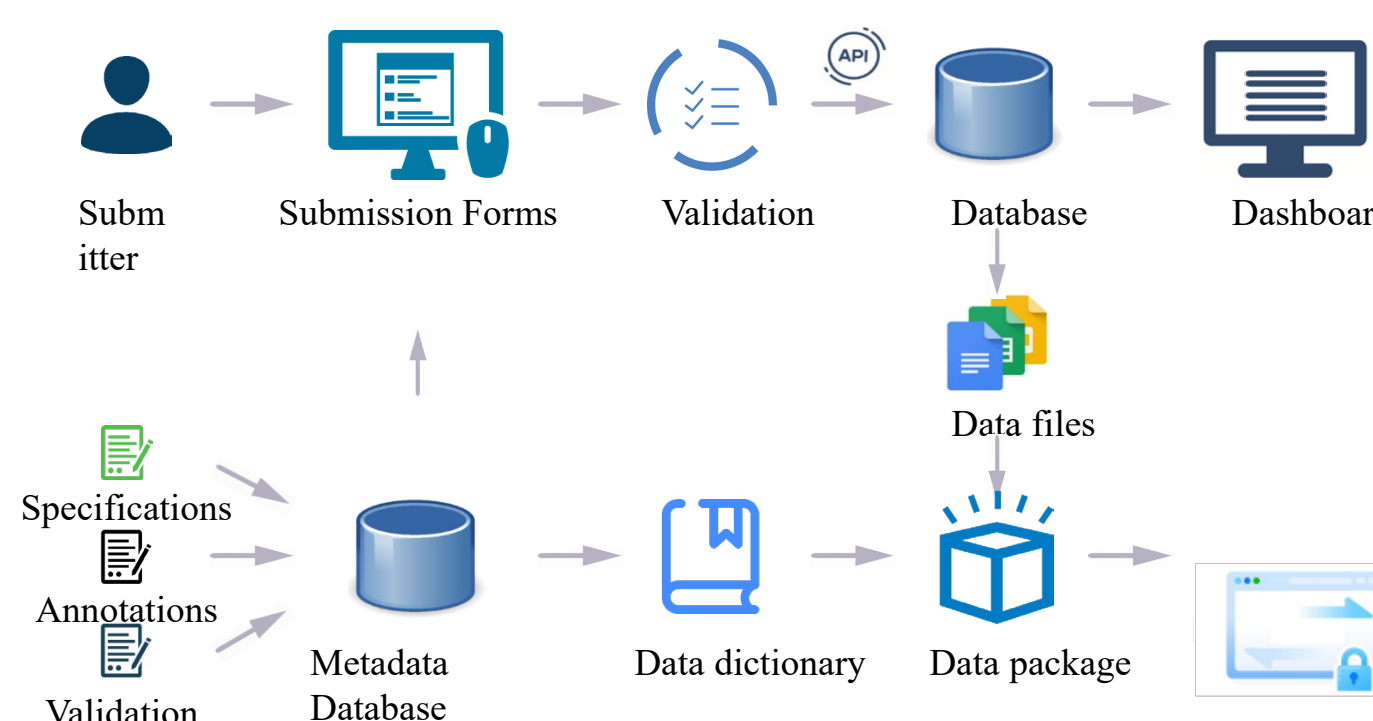 API
Subm
itter
Submission Forms
Validation
Database
Dashboar
Data files
Specifications
Annotations
Validation
Metadata
Database
Data dictionary
Data package